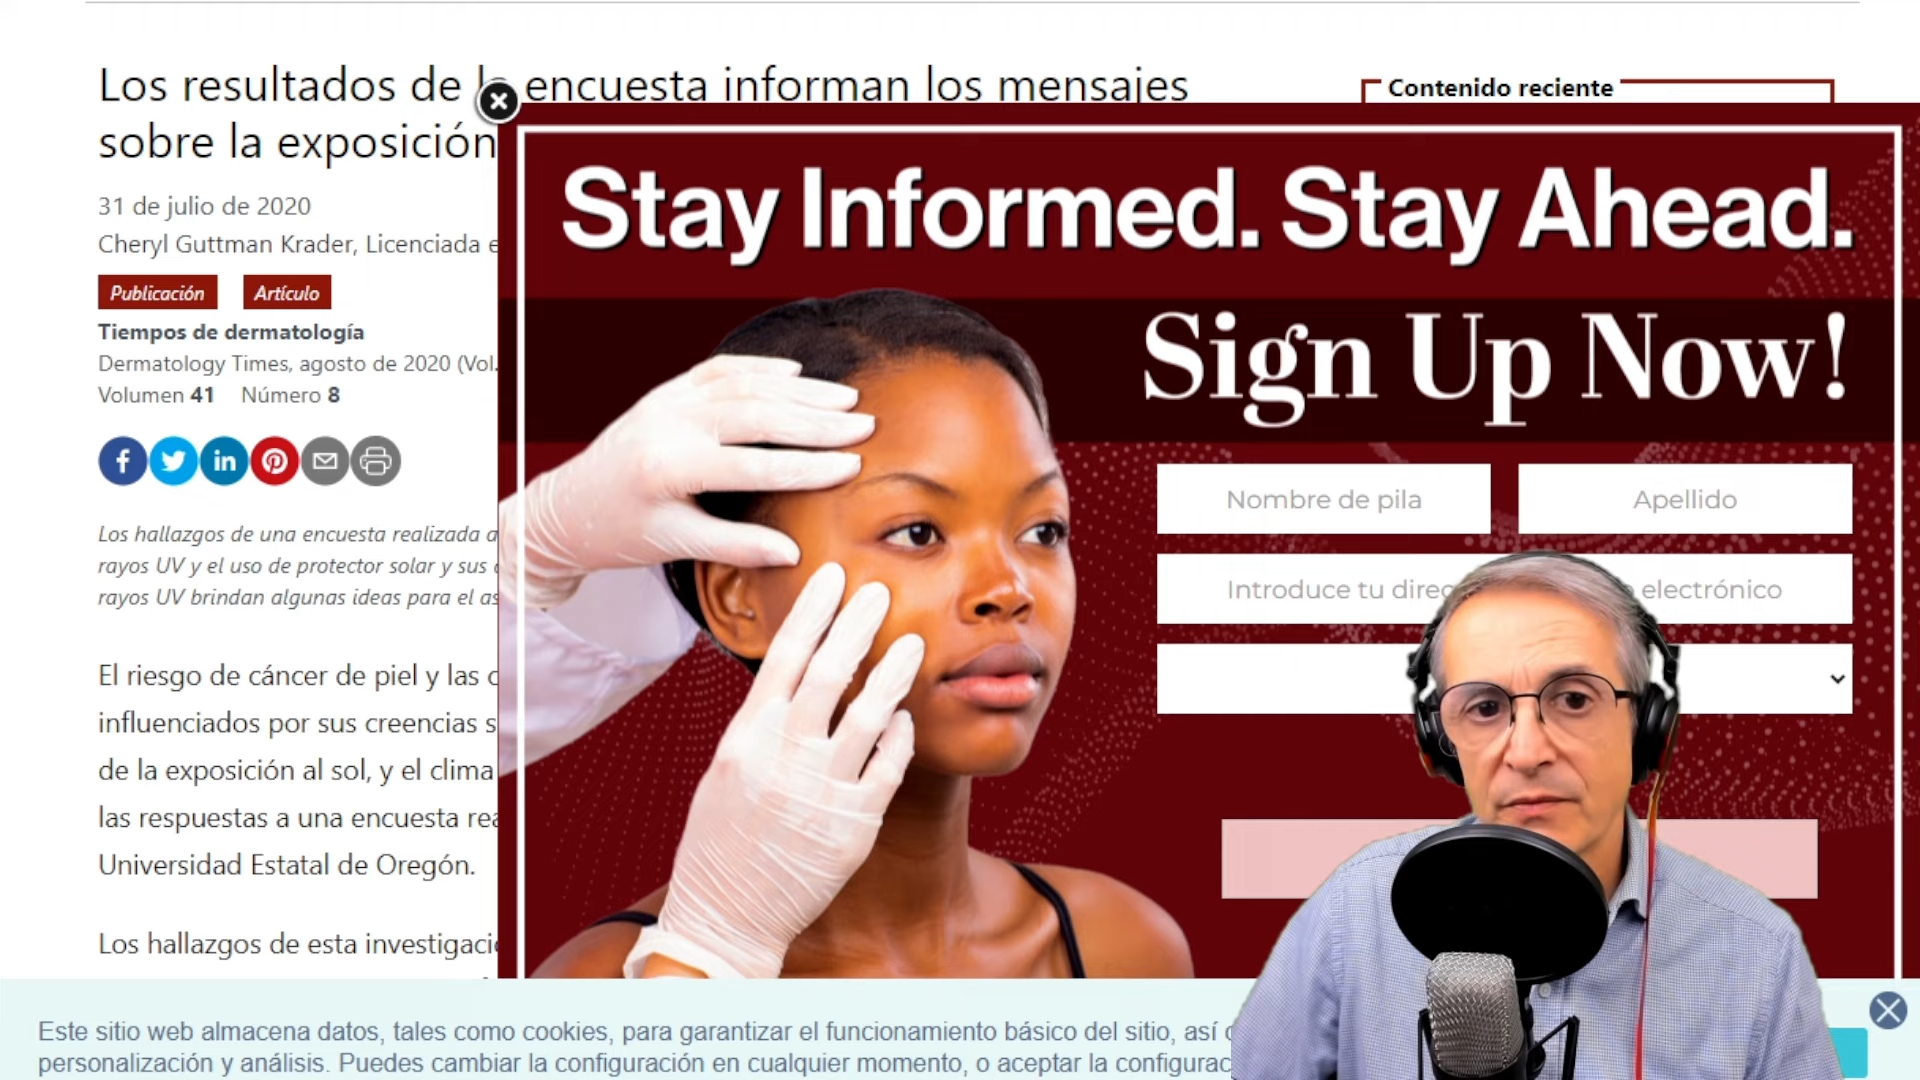 Los resultados de encuesta informan los mensajes
sobre la exposición
31 de julio de 2020
Cheryl Guttman Krader, Licenciada
Publicación Artículo
Tiempos de dermatología
Dermatology Times, agosto de 2020 (Vol.
Volumen 41 Número 8
Los hallazgos de una encuesta realizada
rayos UV y el uso de protector solar y sus
rayos UV brindan algunas ideas para el
El riesgo de cáncer de piel y las
influenciados por sus creencias
de la exposición al sol, y el clima
las respuestas a una encuesta
Universidad Estatal de Oregón.
Los hallazgos de esta
Contenido reciente
Stay Informed. Stay Ahead.
Sign Up Now!
Nombre de pila Apellido
Introduce tu electrónico
Este sitio web almacena datos, tales como cookies, para garantizar el funcionamiento básico del sitio, así
personalización y análisis. Puedes cambiar la configuración en cualquier momento, o aceptar la